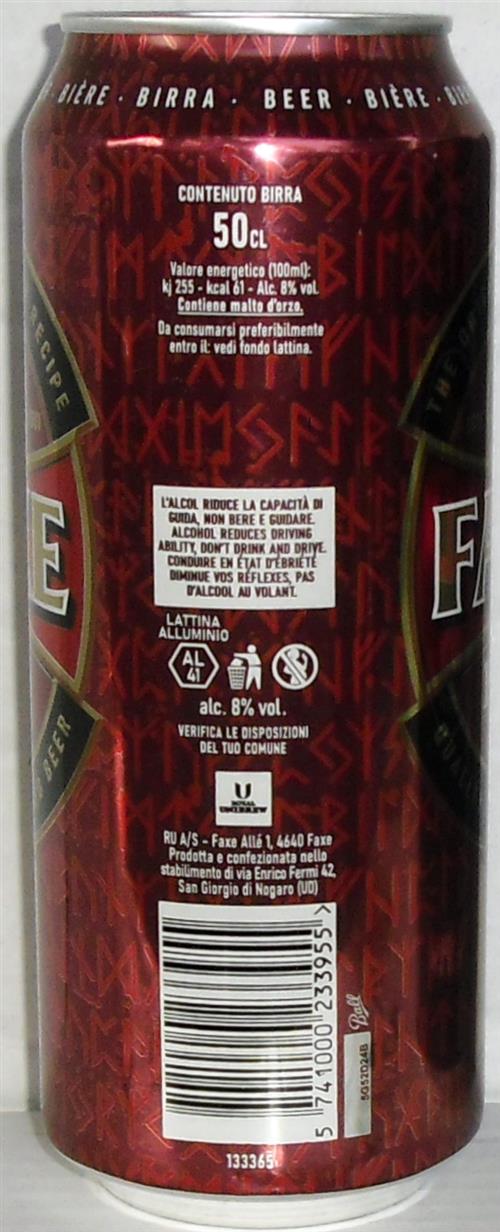 BIÈRE · BIRRA · BEER · BIÈRE ·
CONTENUTO BIRRA
50CL
Valore energetico (100ml):
kj 255 - kcal 61 - Alc. 8% vol.
Contiene malto d'orzo.
Da consumarsi preferibilmente
entro il: vedi fondo lattina.
RECIPE
THE
E
FA
BEER
L'ALCOL RIDUCE LA CAPACITÀ DI
GUIDA, NON BERE E GUIDARE.
ALCOHOL REDUCES DRIVING
ABILITY, DON'T DRINK AND DRIVE.
CONDUIRE EN ÉTAT D'ÉBRIÉTÉ
DIMINUE VOS RÉFLEXES, PAS
D'ALCOOL AU VOLANT.
LATTINA
ALLUMINIO
AL
41
alc. 8% vol.
VERIFICA LE DISPOSIZIONI
DEL TUO COMUNE
U
ROYAL
UNIBREW
RU A/S - Faxe Allé 1, 4640 Faxe
Prodotta e confezionata nello
stabilimento di via Enrico Fermi 42,
San Giorgio di Nogaro (UD)
5 741000 233955 >
Ball
5G52D24B
133365